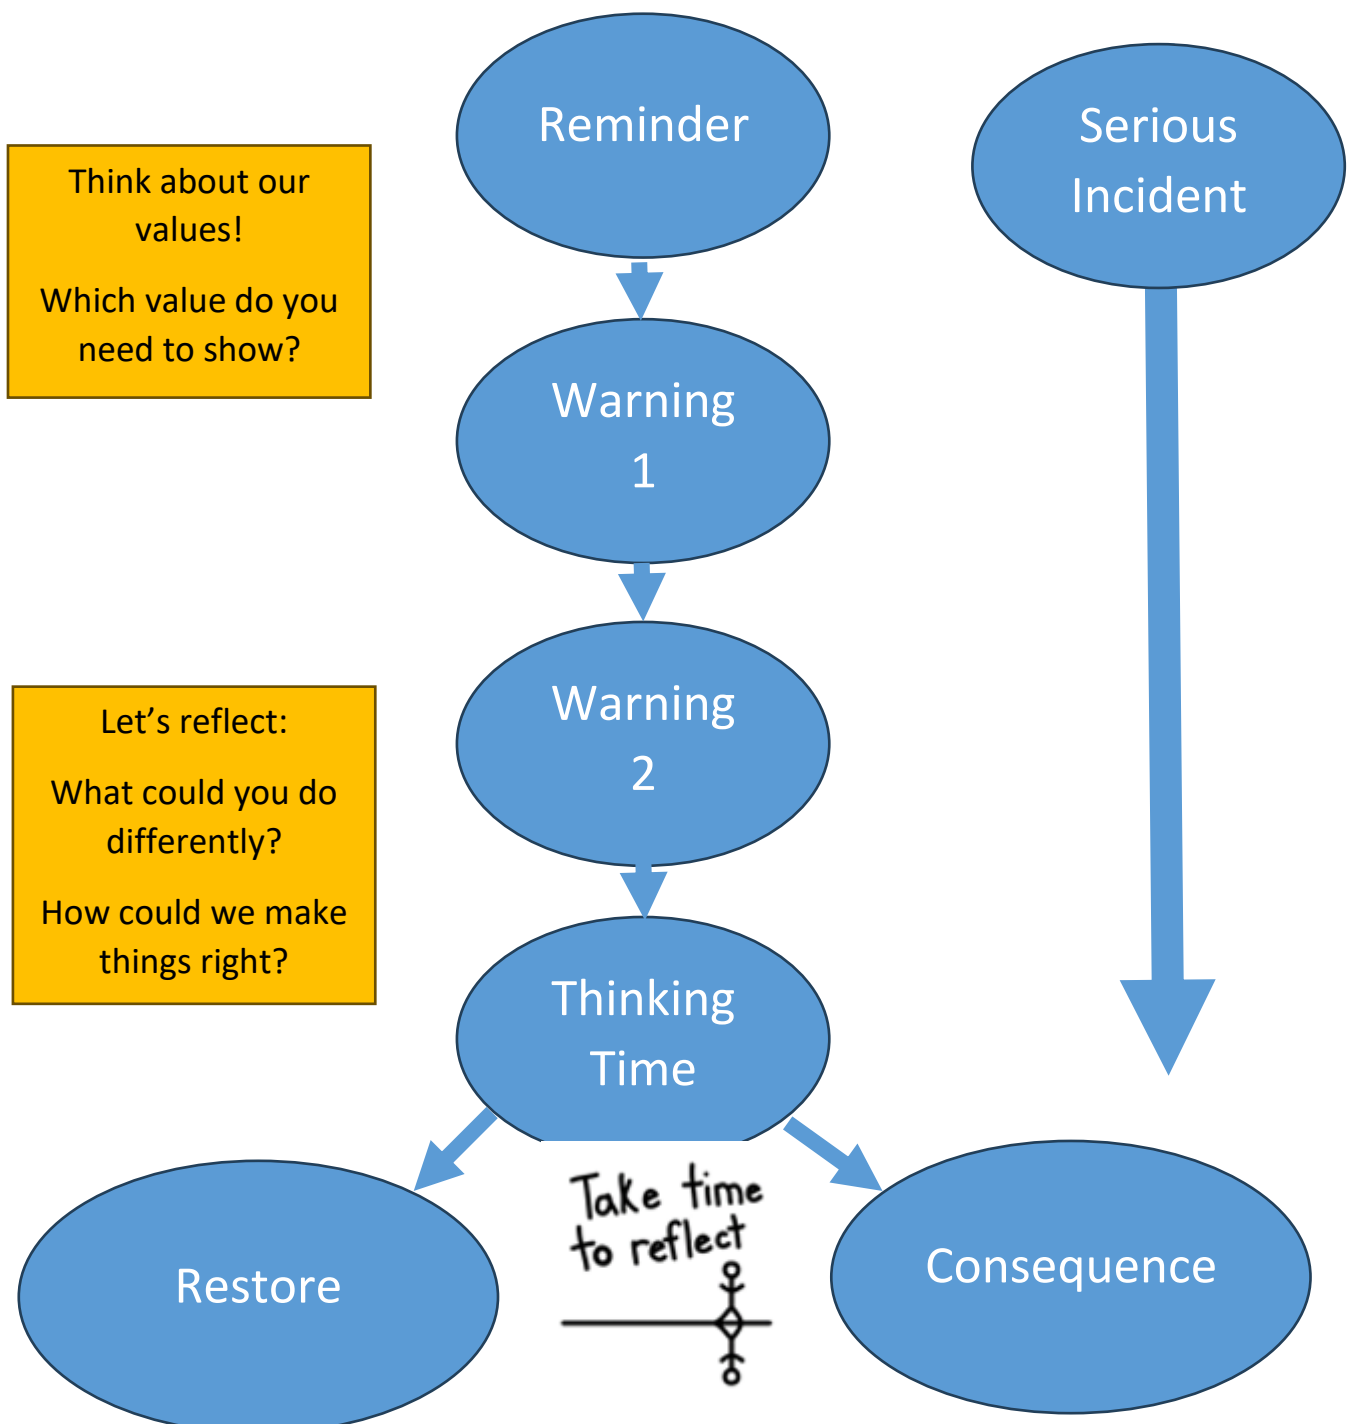 Reminder
Serious
Incident
Think about our
values!
Which value do you
need to show?
Warning
1
Warning
2
Let’s reflect:
What could you do
differently?
How could we make
things right?
Thinking
Time
Take time
to reflect
Restore
Consequence